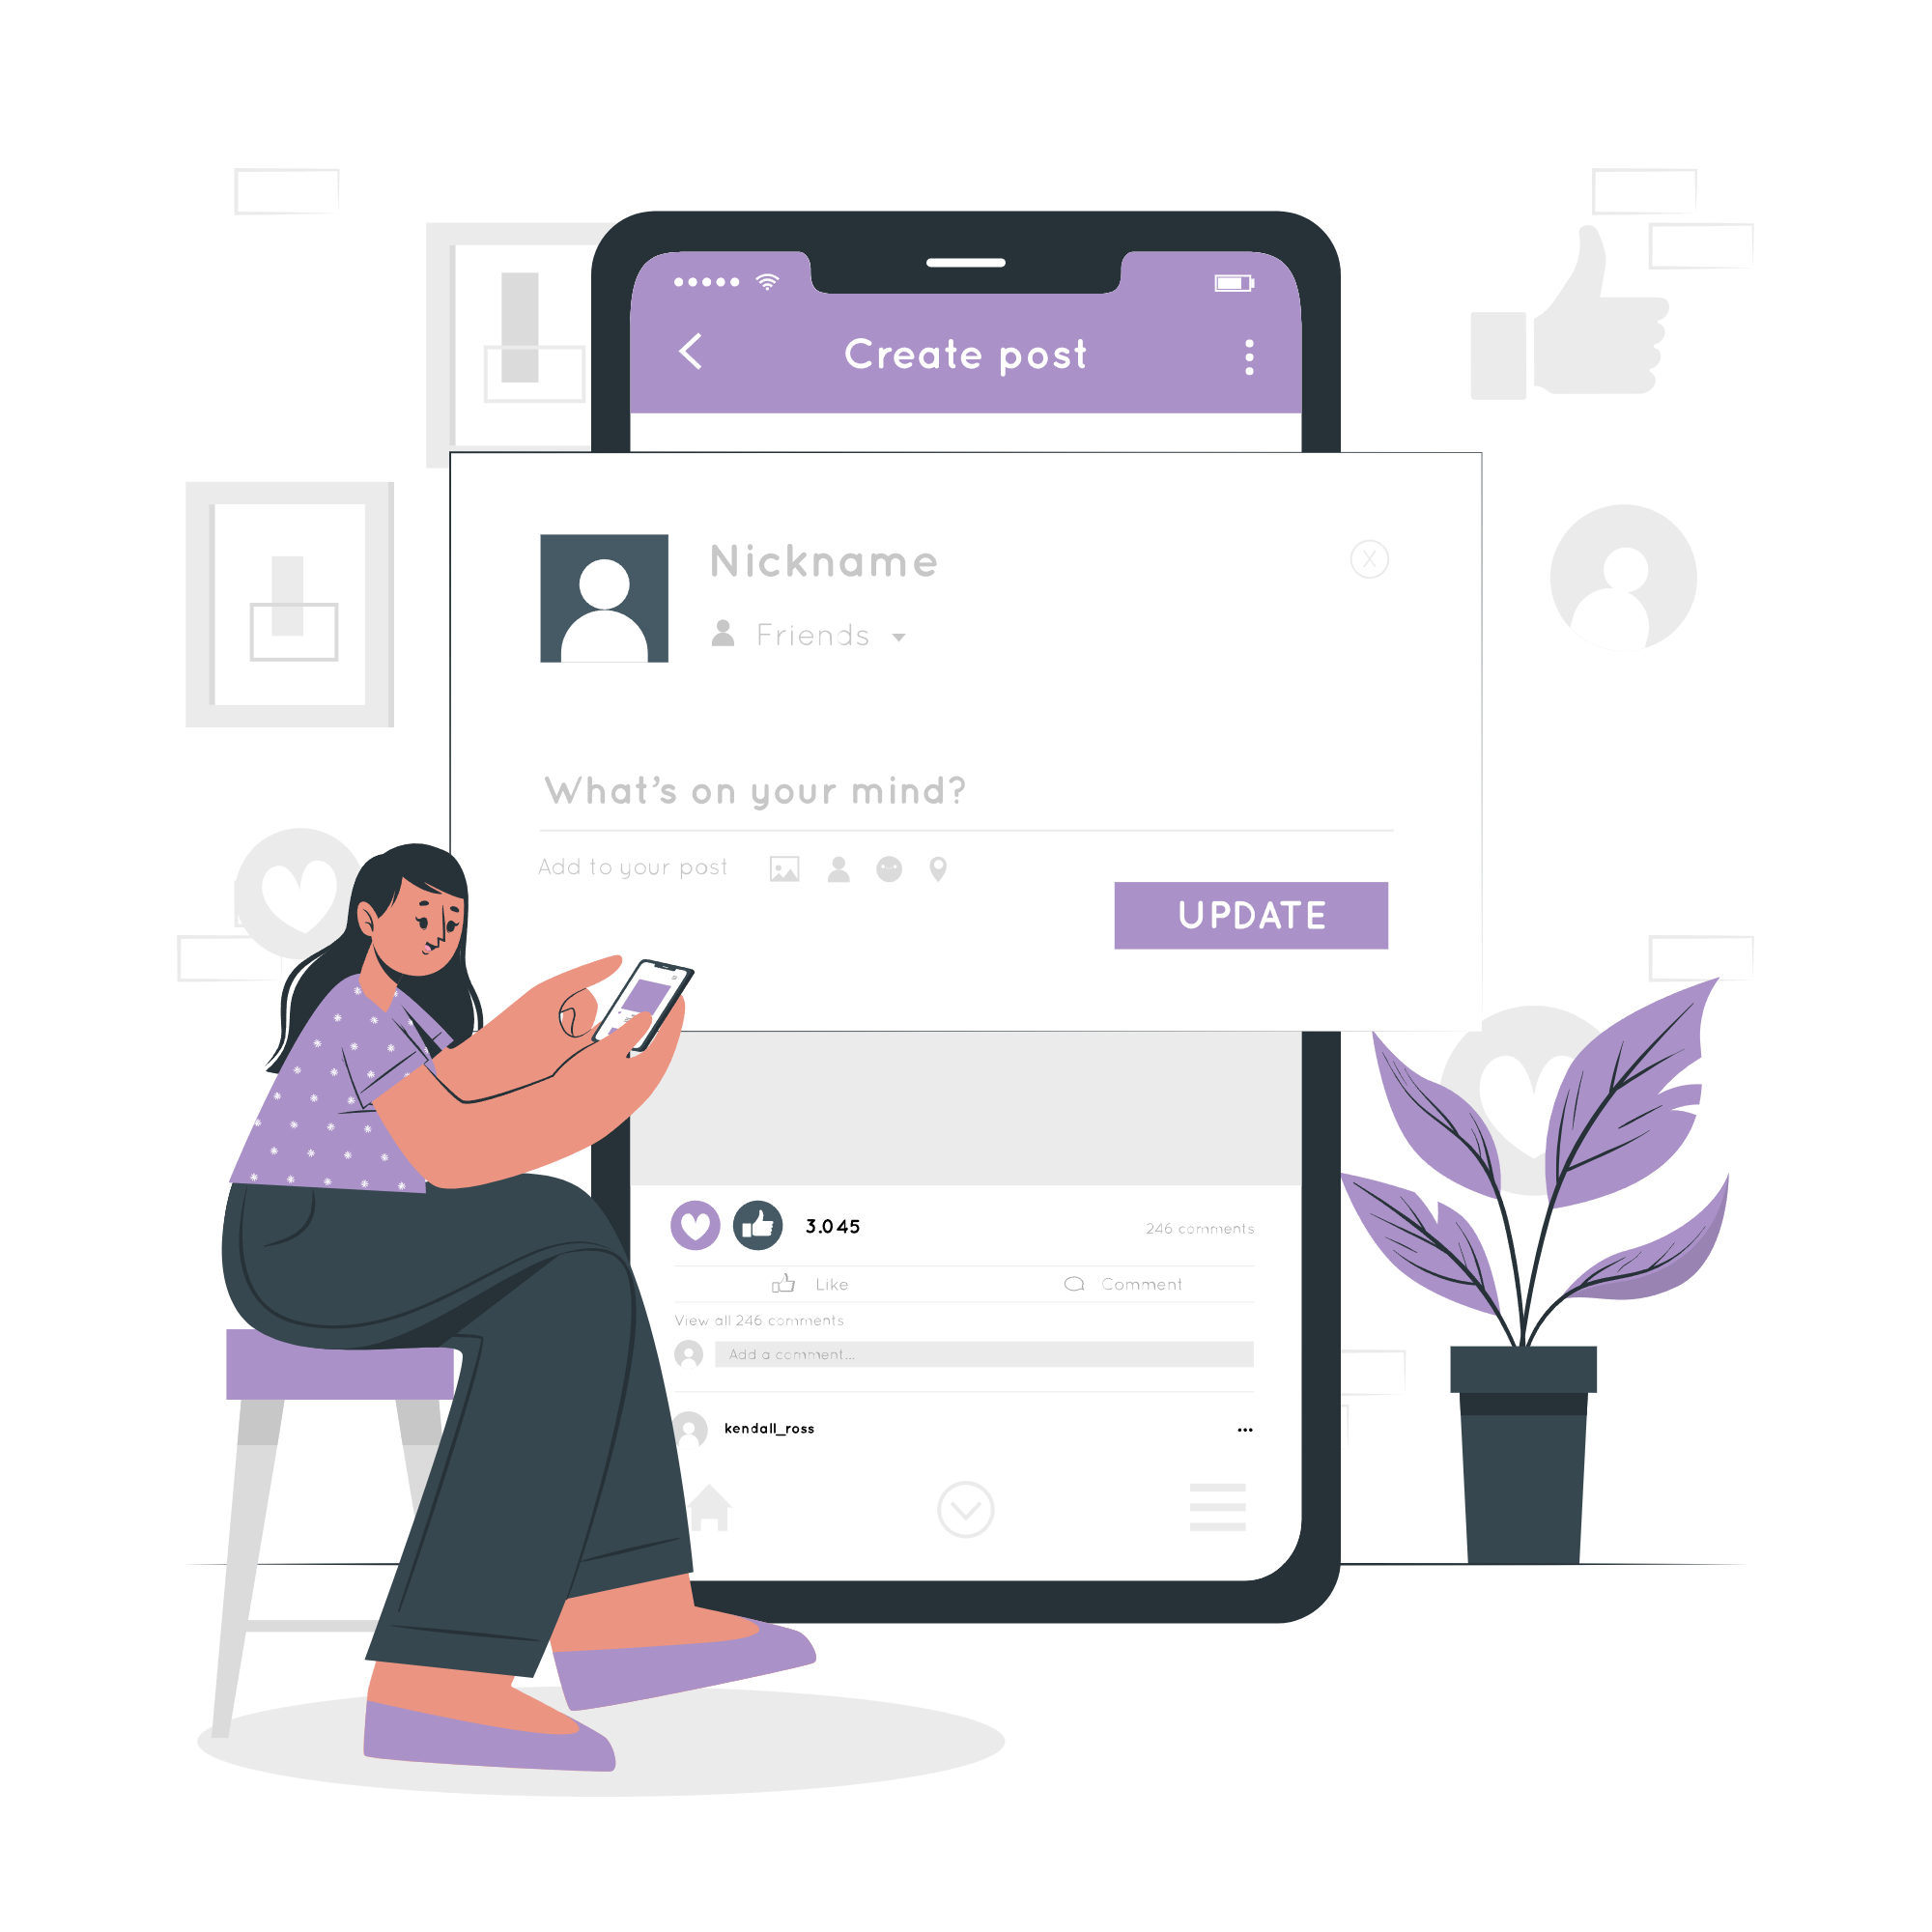 Create post
Nickname
X
Friends
What's on your mind?
Add to your post
UPDATE
3.045
246 comments
Like
Comment
View all 246 comments
Add a comment...
kendall_ross